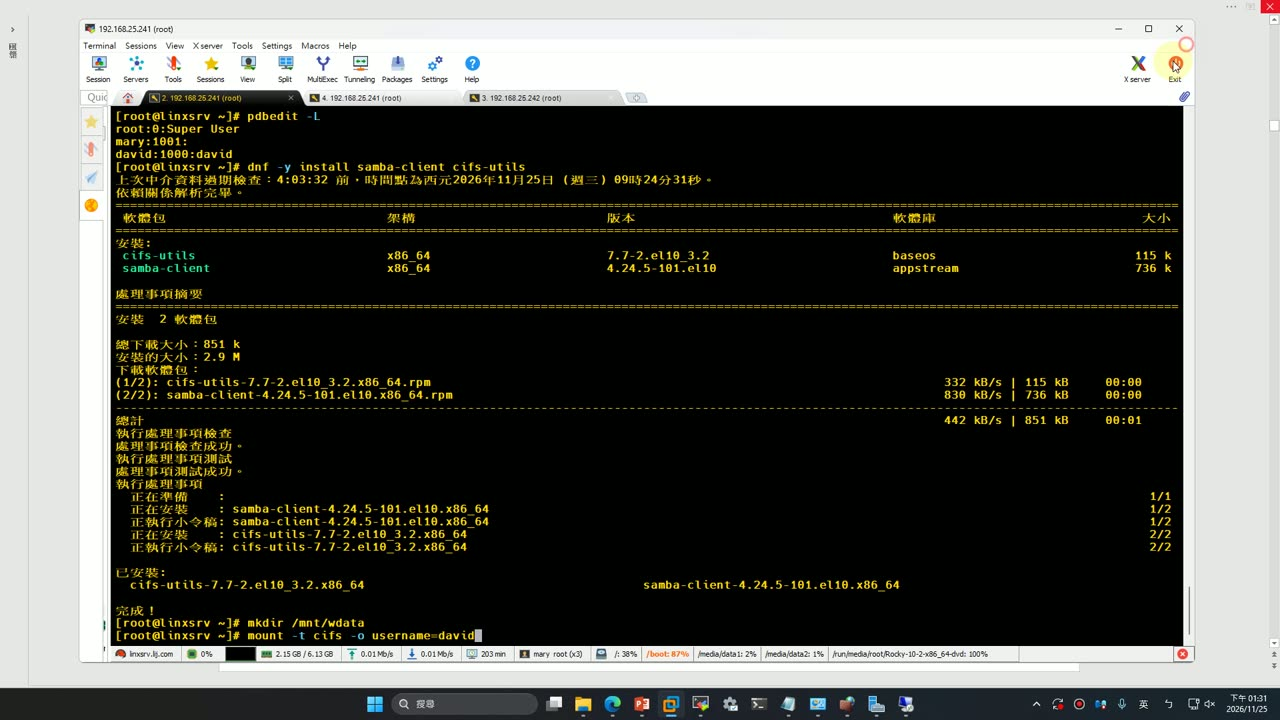 192.168.25.241 (root)
Terminal Sessions View X server Tools Settings Macros Help
Session Servers Tools Sessions View Split MultiExec Tunneling Packages Settings Help X server Exit
Quic 2. 192.168.25.241 (root) 4. 192.168.25.241 (root) 3. 192.168.25.242 (root)
[root@linxsrv ~]# pdbedit -L
root:0:Super User
mary:1001:
david:1000:david
[root@linxsrv ~]# dnf -y install samba-client cifs-utils
上次中介資料過期檢查：4:03:32 前，時間點為西元2026年11月25日 (週三) 09時24分31秒。
依賴關係解析完畢。
軟體包 架構 版本 軟體庫 大小
安裝:
cifs-utils x86_64 7.7-2.el10_3.2 baseos 115 k
samba-client x86_64 4.24.5-101.el10 appstream 736 k
處理事項摘要
安裝 2 軟體包
總下載大小：851 k
安裝的大小：2.9 M
下載軟體包：
(1/2): cifs-utils-7.7-2.el10_3.2.x86_64.rpm 332 kB/s | 115 kB 00:00
(2/2): samba-client-4.24.5-101.el10.x86_64.rpm 830 kB/s | 736 kB 00:00
總計 442 kB/s | 851 kB 00:01
執行處理事項檢查
處理事項檢查成功。
執行處理事項測試
處理事項測試成功。
執行處理事項
正在準備 : 1/1
正在安裝 : samba-client-4.24.5-101.el10.x86_64 1/2
正執行小令稿: samba-client-4.24.5-101.el10.x86_64 1/2
正在安裝 : cifs-utils-7.7-2.el10_3.2.x86_64 2/2
正執行小令稿: cifs-utils-7.7-2.el10_3.2.x86_64 2/2
已安裝:
cifs-utils-7.7-2.el10_3.2.x86_64 samba-client-4.24.5-101.el10.x86_64
完成！
[root@linxsrv ~]# mkdir /mnt/wdata
[root@linxsrv ~]# mount -t cifs -o username=david
linxsrv.lij.com 0% 2.15 GB / 6.13 GB 0.01 Mb/s 0.01 Mb/s 203 min mary root (x3) /: 38% /boot: 87% /media/data1: 2% /media/data2: 1% /run/media/root/Rocky-10-2-x86_64-dvd: 100%
搜尋 英 下午 01:31
2026/11/25